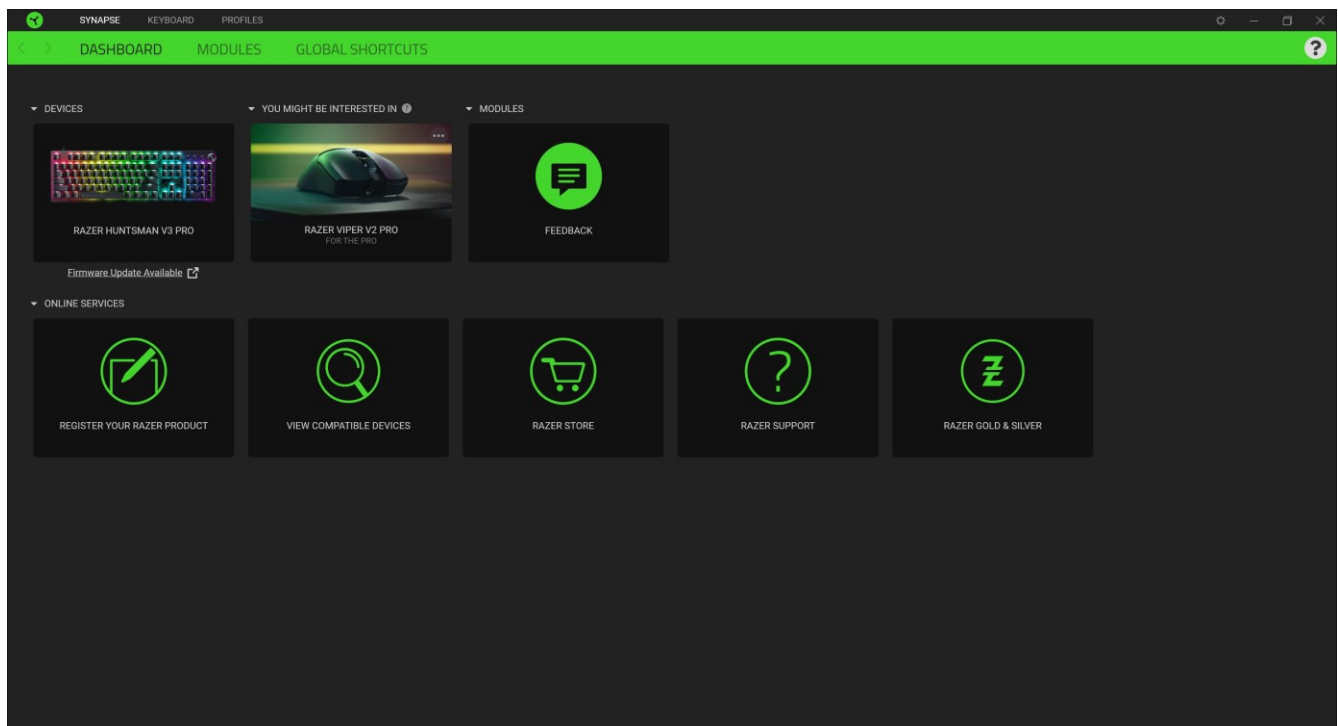 SYNAPSE KEYBOARD PROFILES
DASHBOARD MODULES GLOBAL SHORTCUTS
?
DEVICES
YOU MIGHT BE INTERESTED IN ?
MODULES
RAZER HUNTSMAN V3 PRO
RAZER VIPER V2 PRO
FOR THE PRO
FEEDBACK
Firmware Update Available
ONLINE SERVICES
REGISTER YOUR RAZER PRODUCT
VIEW COMPATIBLE DEVICES
RAZER STORE
?
RAZER SUPPORT
RAZER GOLD & SILVER